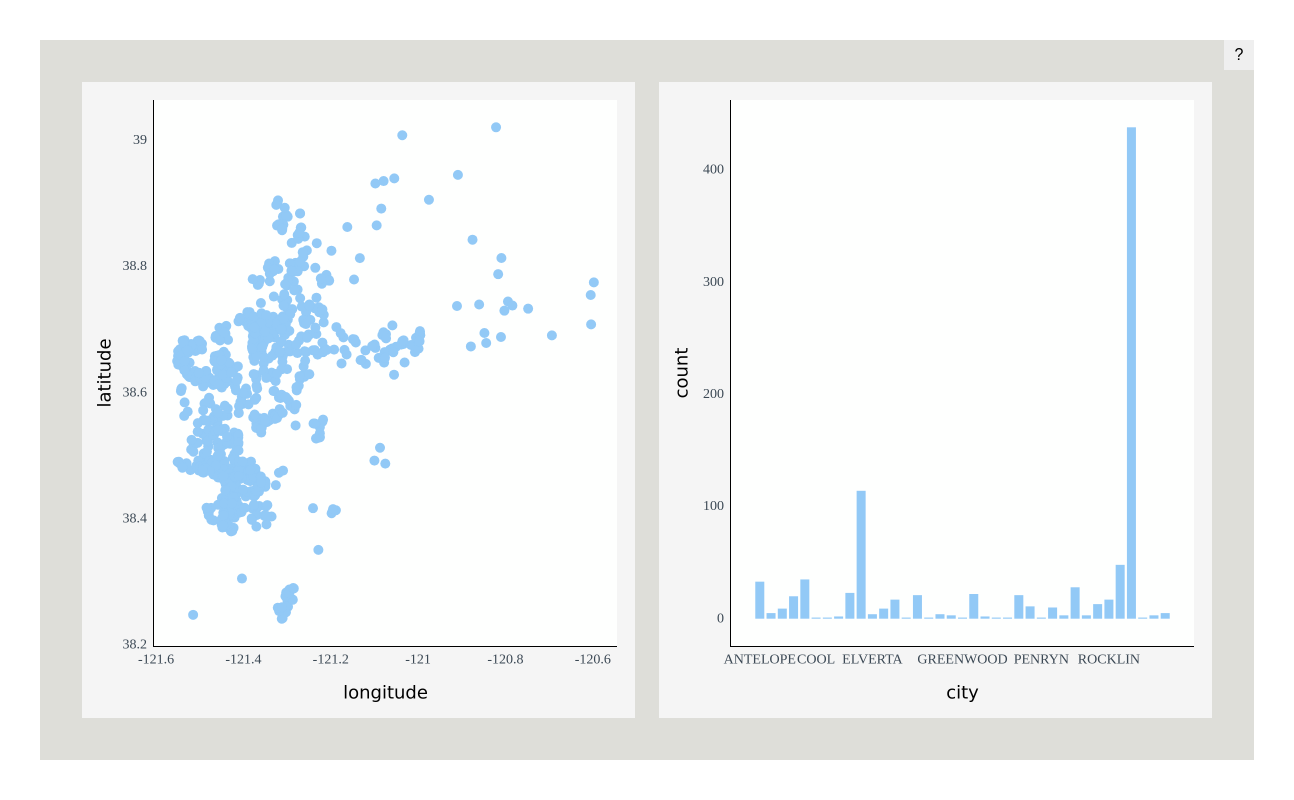 ?
39
38.8
38.6
38.4
38.2
latitude
-121.6 -121.4 -121.2 -121 -120.8 -120.6
longitude
400
300
200
100
0
count
ANTELOPE COOL ELVERTA GREENWOOD PENRYN ROCKLIN
city